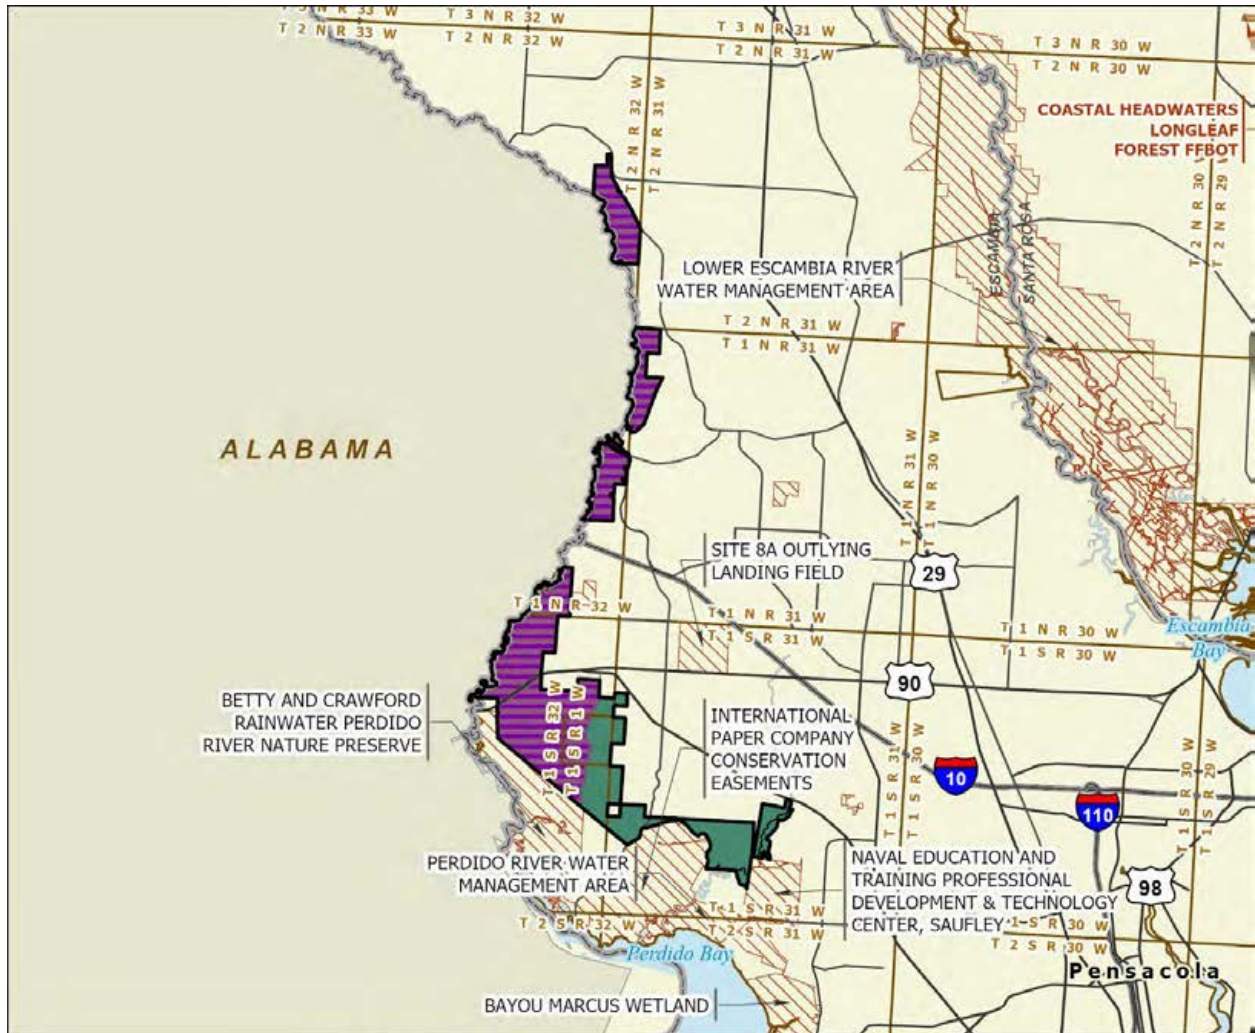 T 3 N R 33 W
T 3 N R 32 W
T 2 N R 33 W
T 2 N R 32 W
T 3 N R 31 W
T 2 N R 31 W
T 3 N R 30 W
T 2 N R 30 W
COASTAL HEADWATERS
LONGLEAF
FOREST FFBOT
T 2 N R 32 W
T 2 N R 31 W
T 2 N R 30 W
T 2 N R 29 W
ESCAMBIA
SANTA ROSA
LOWER ESCAMBIA RIVER
WATER MANAGEMENT AREA
T 2 N R 31 W
T 1 N R 31 W
ALABAMA
T 1 N R 31 W
T 1 N R 30 W
SITE 8A OUTLYING
LANDING FIELD
29
T 1 N R 32 W
T 1 N R 31 W
T 1 S R 31 W
T 1 N R 30 W
T 1 S R 30 W
Escambia
Bay
90
BETTY AND CRAWFORD
RAINWATER PERDIDO
RIVER NATURE PRESERVE
T 1 S R 32 W
T 1 S R 1 W
INTERNATIONAL
PAPER COMPANY
CONSERVATION
EASEMENTS
T 1 S R 31 W
T 1 S R 30 W
10
110
T 1 S R 30 W
T 1 S R 29 W
PERDIDO RIVER WATER
MANAGEMENT AREA
NAVAL EDUCATION AND
TRAINING PROFESSIONAL
DEVELOPMENT & TECHNOLOGY
CENTER, SAUFLEY
98
T 2 S R 32 W
T 1 S R 31 W
T 2 S R 31 W
1 S R 30 W
T 2 S R 30 W
Perdido Bay
Pensacola
BAYOU MARCUS WETLAND